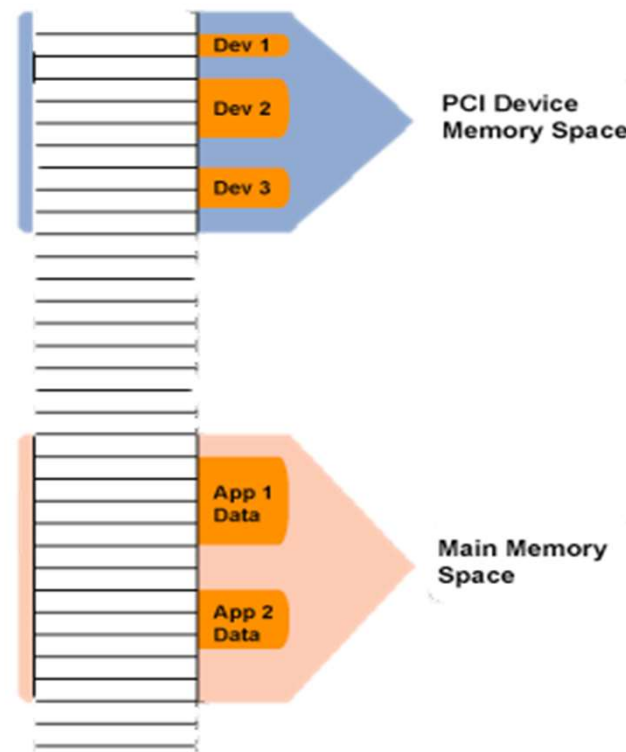 Dev 1
Dev 2
PCI Device
Memory Space
Dev 3
App 1
Data
Main Memory
Space
App 2
Data